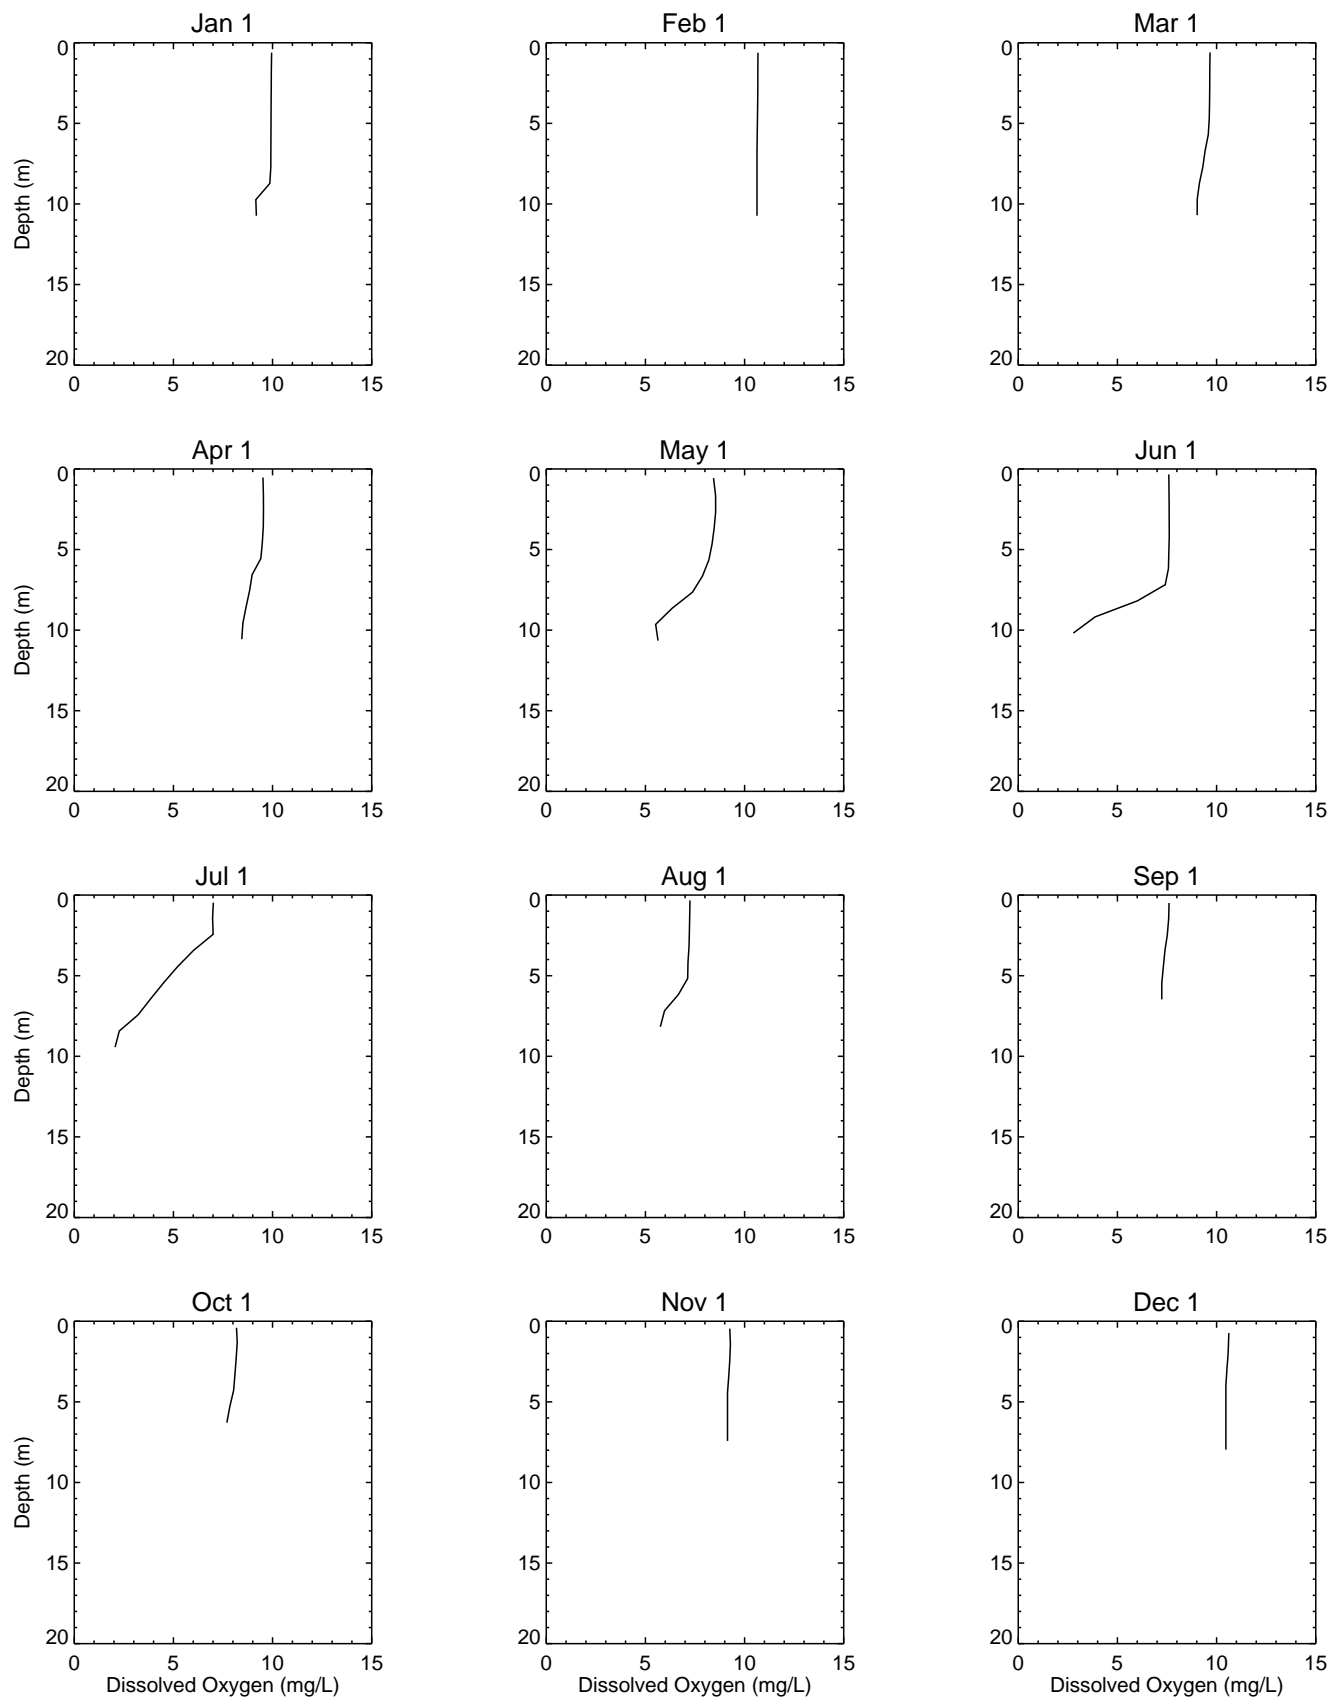 Jan 1 Feb 1 Mar 1
0 0 0
5 5 5
Depth (m)
10 10 10
15 15 15
20 20 20
0 5 10 15 0 5 10 15 0 5 10 15
Apr 1 May 1 Jun 1
0 0 0
5 5 5
Depth (m)
10 10 10
15 15 15
20 20 20
0 5 10 15 0 5 10 15 0 5 10 15
Jul 1 Aug 1 Sep 1
0 0 0
5 5 5
Depth (m)
10 10 10
15 15 15
20 20 20
0 5 10 15 0 5 10 15 0 5 10 15
Oct 1 Nov 1 Dec 1
0 0 0
5 5 5
Depth (m)
10 10 10
15 15 15
20 20 20
0 5 10 15 0 5 10 15 0 5 10 15
Dissolved Oxygen (mg/L) Dissolved Oxygen (mg/L) Dissolved Oxygen (mg/L)